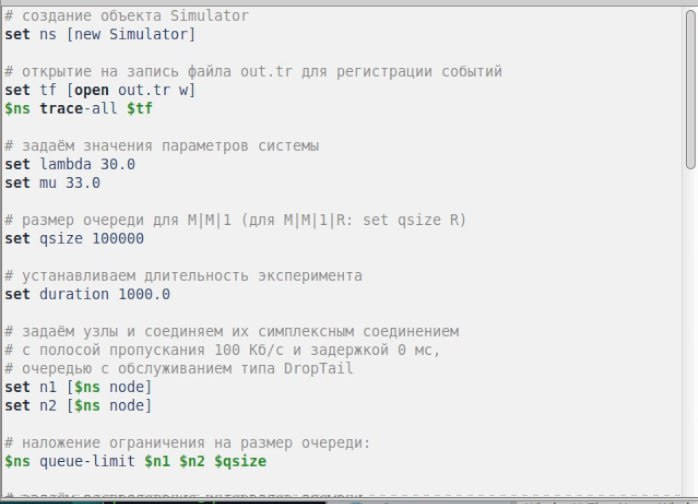 # создание объекта Simulator
set ns [new Simulator]
# открытие на запись файла out.tr для регистрации событий
set tf [open out.tr w]
$ns trace-all $tf
# задаём значения параметров системы
set lambda 30.0
set mu 33.0
# размер очереди для M|M|1 (для M|M|1|R: set qsize R)
set qsize 100000
# устанавливаем длительность эксперимента
set duration 1000.0
# задаём узлы и соединяем их симплексным соединением
# с полосой пропускания 100 Кб/с и задержкой 0 мс,
# очередью с обслуживанием типа DropTail
set n1 [$ns node]
set n2 [$ns node]
# наложение ограничения на размер очереди:
$ns queue-limit $n1 $n2 $qsize